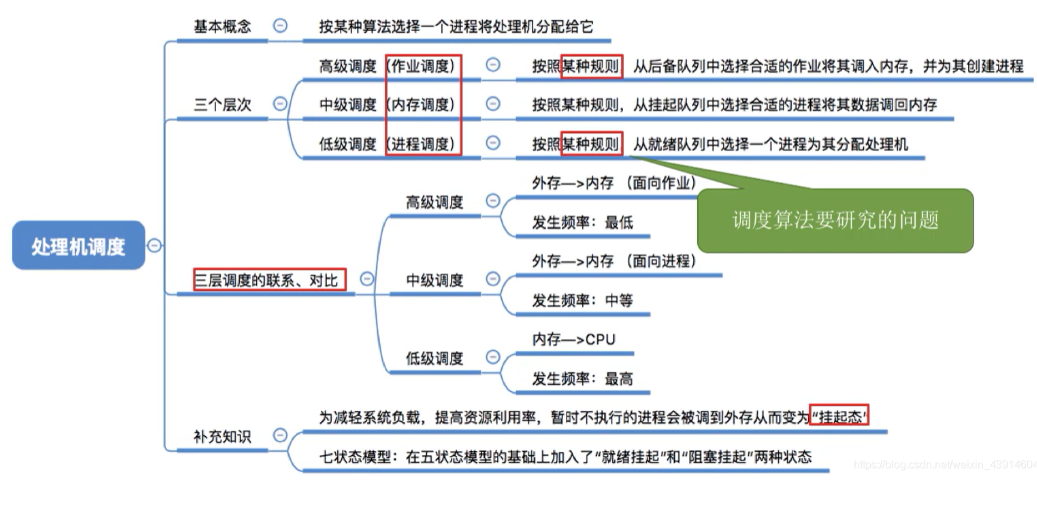 基本概念
按某种算法选择一个进程将处理机分配给它
高级调度（作业调度）
按照某种规则，从后备队列中选择合适的作业将其调入内存，并为其创建进程
三个层次
中级调度（内存调度）
按照某种规则，从挂起队列中选择合适的进程将其数据调回内存
低级调度（进程调度）
按照某种规则，从就绪队列中选择一个进程为其分配处理机
外存—>内存 （面向作业）
高级调度
发生频率：最低
调度算法要研究的问题
处理机调度
外存—>内存 （面向进程）
三层调度的联系、对比
中级调度
发生频率：中等
内存—>CPU
低级调度
发生频率：最高
为减轻系统负载，提高资源利用率，暂时不执行的进程会被调到外存从而变为“挂起态”
补充知识
七状态模型：在五状态模型的基础上加入了“就绪挂起”和“阻塞挂起”两种状态
https://blog.csdn.net/weixin_43914604